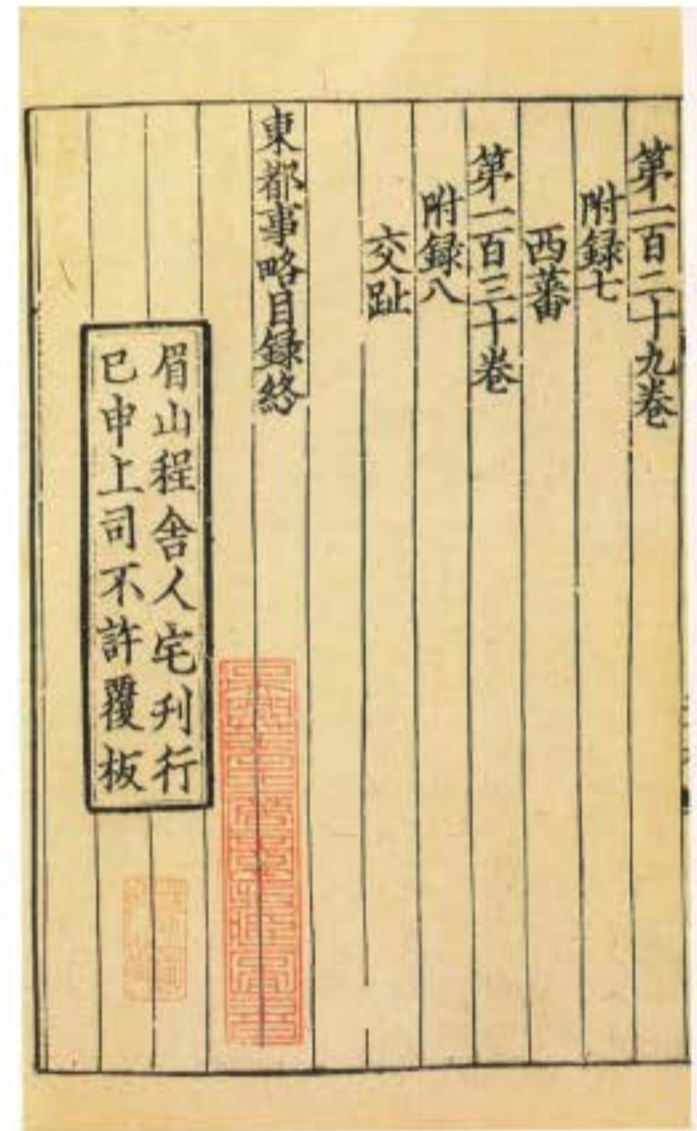 第一百二十九卷
附録七
西蕃
第一百三十卷
附録八
交趾
東都事略目録終
眉山程舍人宅刊行
已申上司不許覆板